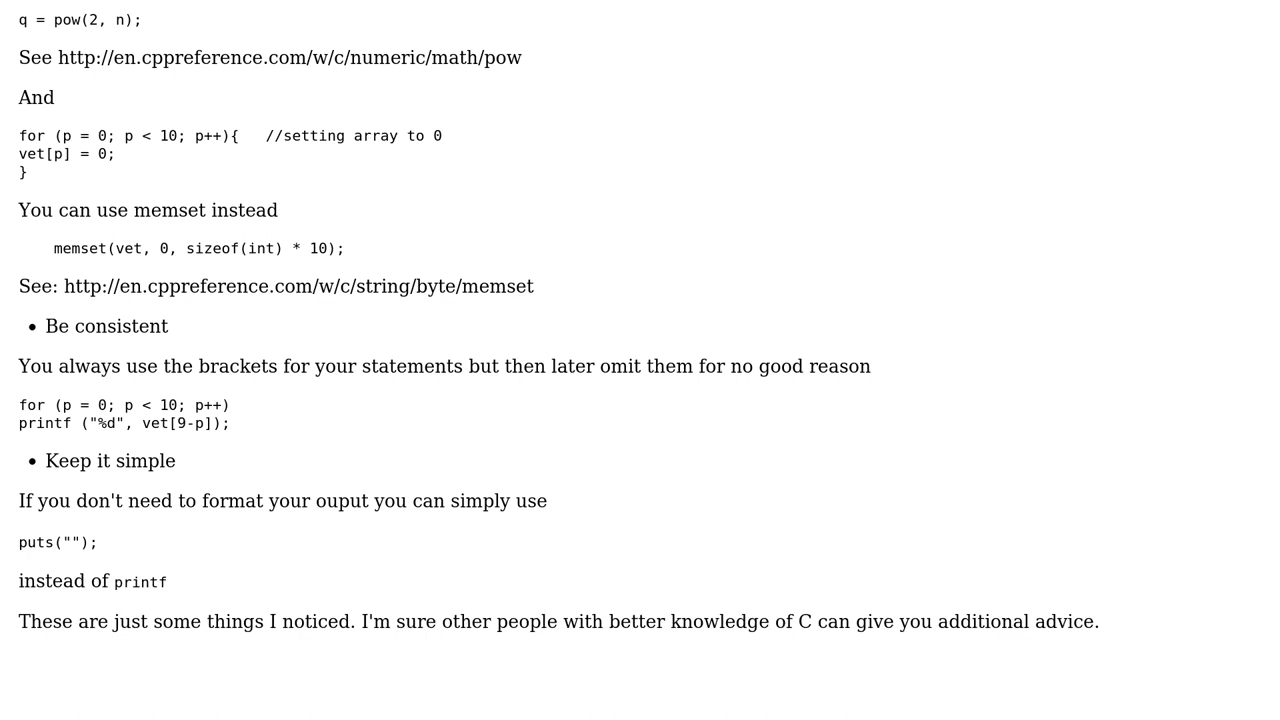 q = pow(2, n);
See http://en.cppreference.com/w/c/numeric/math/pow
And
for (p = 0; p < 10; p++){   //setting array to 0
vet[p] = 0;
}
You can use memset instead
    memset(vet, 0, sizeof(int) * 10);
See: http://en.cppreference.com/w/c/string/byte/memset
• Be consistent
You always use the brackets for your statements but then later omit them for no good reason
for (p = 0; p < 10; p++)
printf ("%d", vet[9-p]);
• Keep it simple
If you don't need to format your ouput you can simply use
puts("");
instead of printf
These are just some things I noticed. I'm sure other people with better knowledge of C can give you additional advice.